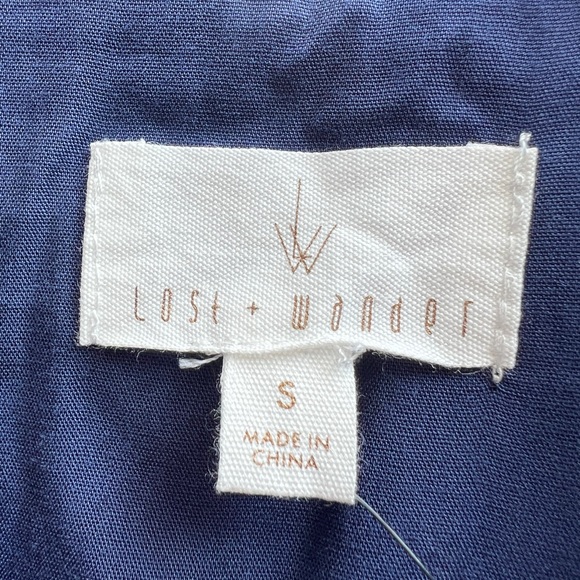 Lost + Wander
S
MADE IN
CHINA